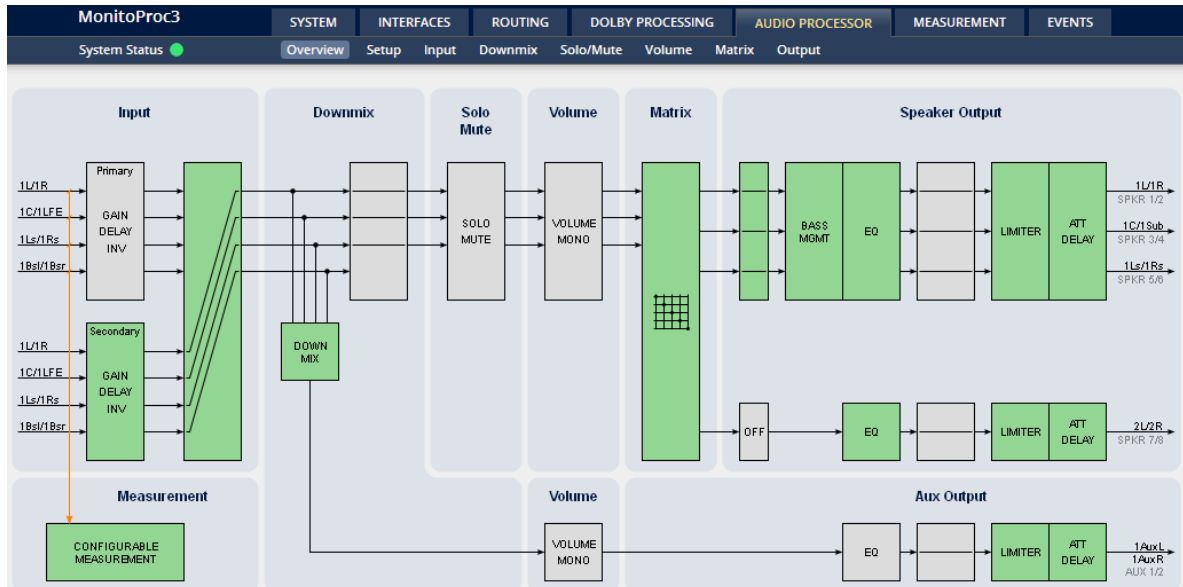 MonitoProc3
SYSTEM INTERFACES ROUTING DOLBY PROCESSING AUDIO PROCESSOR MEASUREMENT EVENTS
System Status Overview Setup Input Downmix Solo/Mute Volume Matrix Output
Input
Downmix
Solo
Mute
Volume
Matrix
Speaker Output
Primary
1L/1R
1C/1LFE
1Ls/1Rs
1Bsl/1Bsr
GAIN
DELAY
INV
Secondary
1L/1R
1C/1LFE
1Ls/1Rs
1Bsl/1Bsr
GAIN
DELAY
INV
DOWN
MIX
SOLO
MUTE
VOLUME
MONO
BASS
MGMT
EQ
LIMITER
ATT
DELAY
1L/1R
SPKR 1/2
1C/1Sub
SPKR 3/4
1Ls/1Rs
SPKR 5/6
OFF
EQ
LIMITER
ATT
DELAY
2L/2R
SPKR 7/8
Measurement
CONFIGURABLE
MEASUREMENT
Volume
VOLUME
MONO
Aux Output
EQ
LIMITER
ATT
DELAY
1AuxL
1AuxR
AUX 1/2